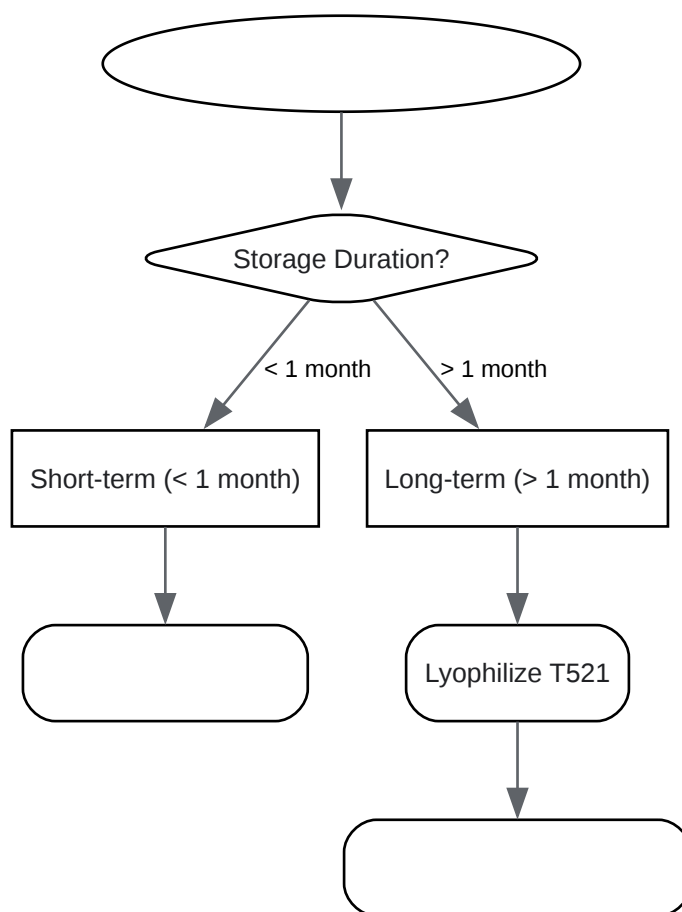 Storage Duration?
< 1 month
> 1 month
Short-term (< 1 month)
Long-term (> 1 month)
Lyophilize T521